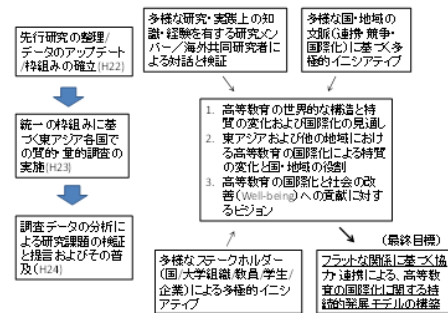 先行研究の整理/
データのアップデート/
枠組みの確立(H22)
統一の枠組みに基
づく東アジア各国で
の質的・量的調査の
実施(H23)
調査データの分析に
よる研究課題の検証
と提言およびその普
及(H24)
多様な研究・実践上の知
識・経験を有する研究メン
バー/海外共同研究者に
よる対話と検証
多様な国・地域の
文脈(連携・競争・
国際化)に基づく多
極的イニシアティブ
1. 高等教育の世界的な構造と特
質の変化および国際化の見通し
2. 東アジアおよび他の地域におけ
る高等教育の国際化による特質
の変化と国・地域の役割
3. 高等教育の国際化と社会の改
善(Well-being)への貢献に対す
るビジョン
多様なステークホルダー
(国/大学組織/教員/学生/
企業)による多極的イニシ
アティブ
(最終目標)
フラットな関係に基づく協
力・連携による、高等教
育の国際化に関する持
続的発展モデルの構築